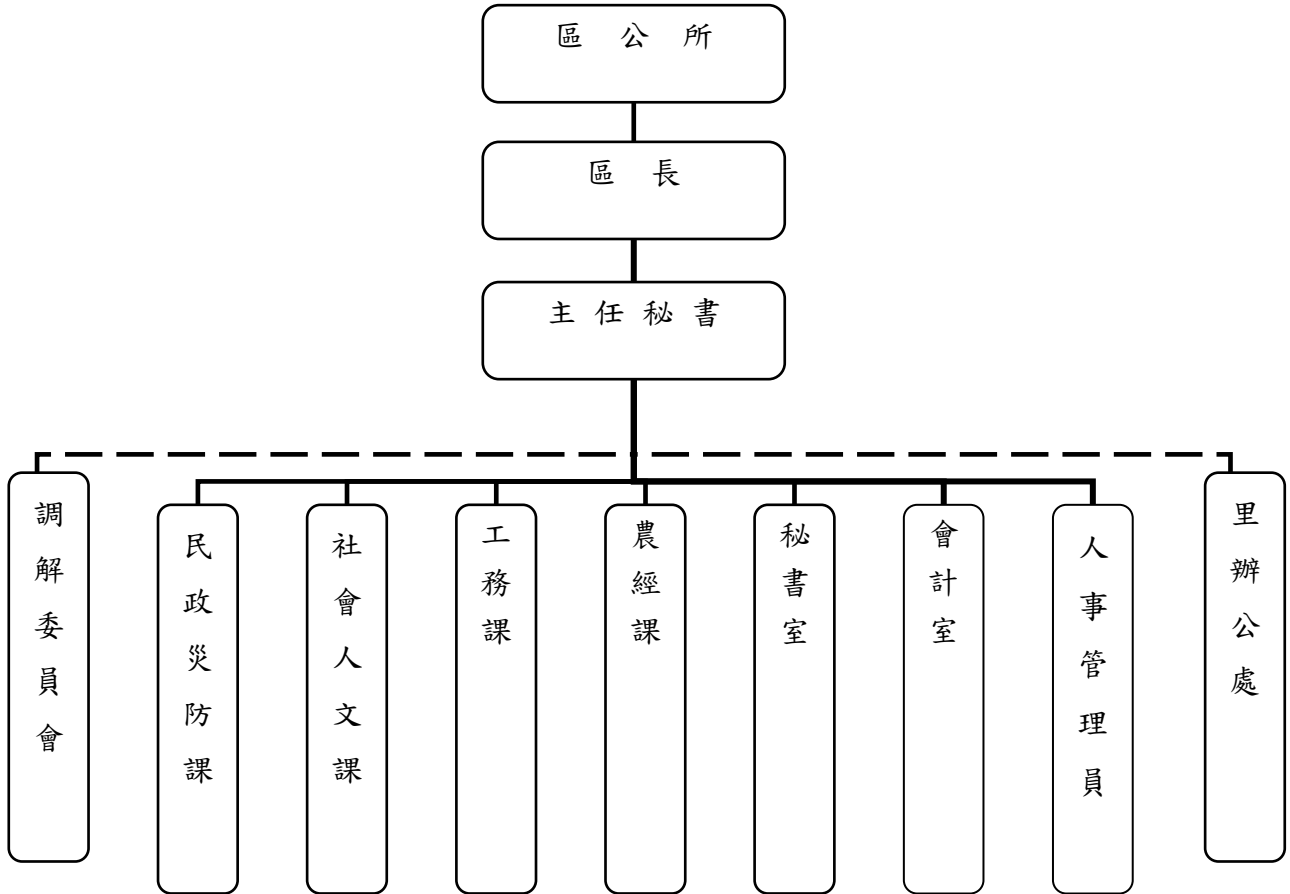 區公所
區長
主任秘書
調解委員會
民政災防課
社會人文課
工務課
農經課
秘書室
會計室
人事管理員
里辦公處